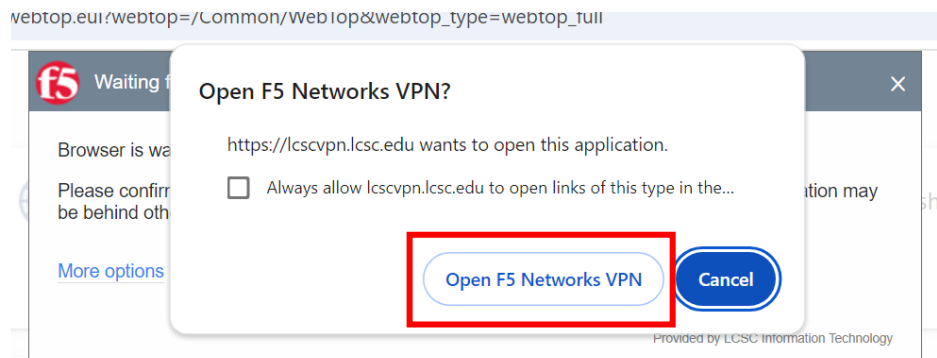 webtop.eui?webtop=/Common/WebTop&webtop_type=webtop_full
f5 Waiting f
Open F5 Networks VPN?
https://lcscvpn.lcsc.edu wants to open this application.
Always allow lcscvpn.lcsc.edu to open links of this type in the...
Browser is wa
Please confirr ation may
be behind oth
More options
Open F5 Networks VPN Cancel
Provided by LCSC Information Technology